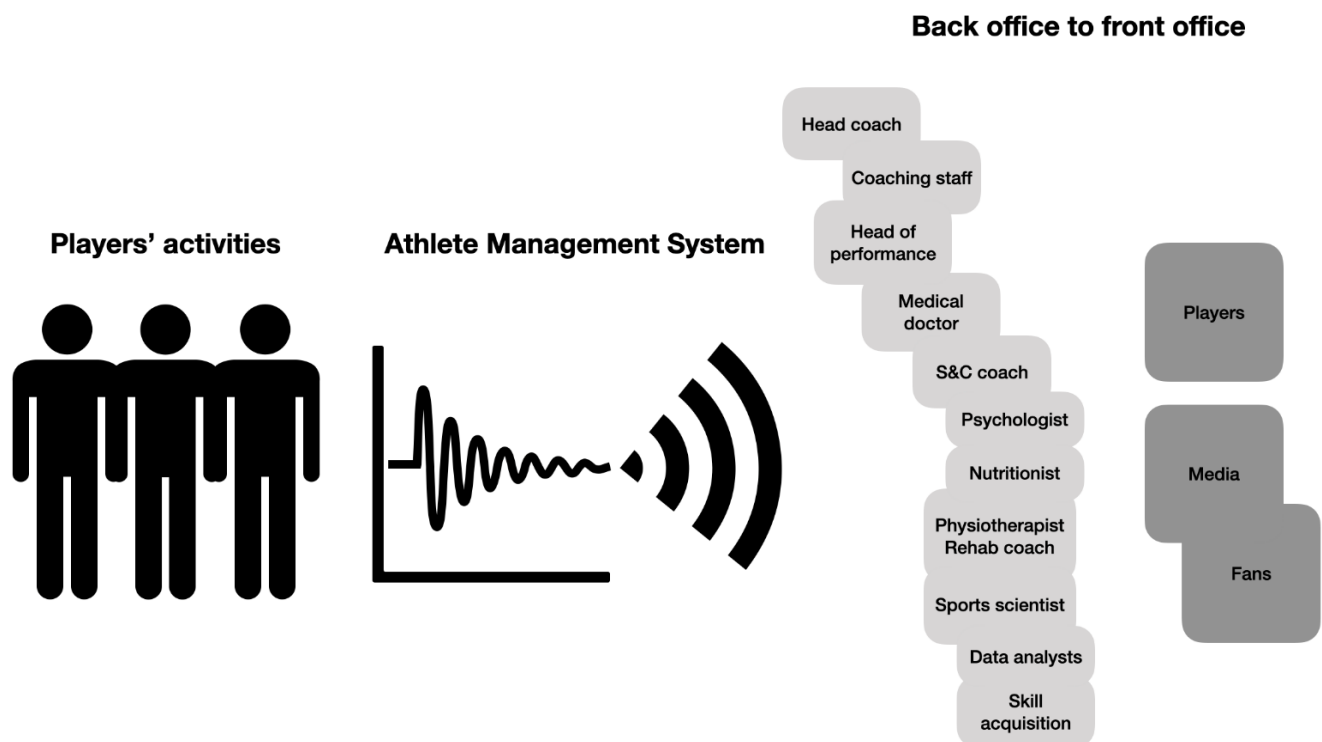 Back office to front office
Players’ activities
Athlete Management System
Head coach
Coaching staff
Head of
performance
Medical
doctor
S&C coach
Psychologist
Nutritionist
Physiotherapist
Rehab coach
Sports scientist
Data analysts
Skill
acquisition
Players
Media
Fans